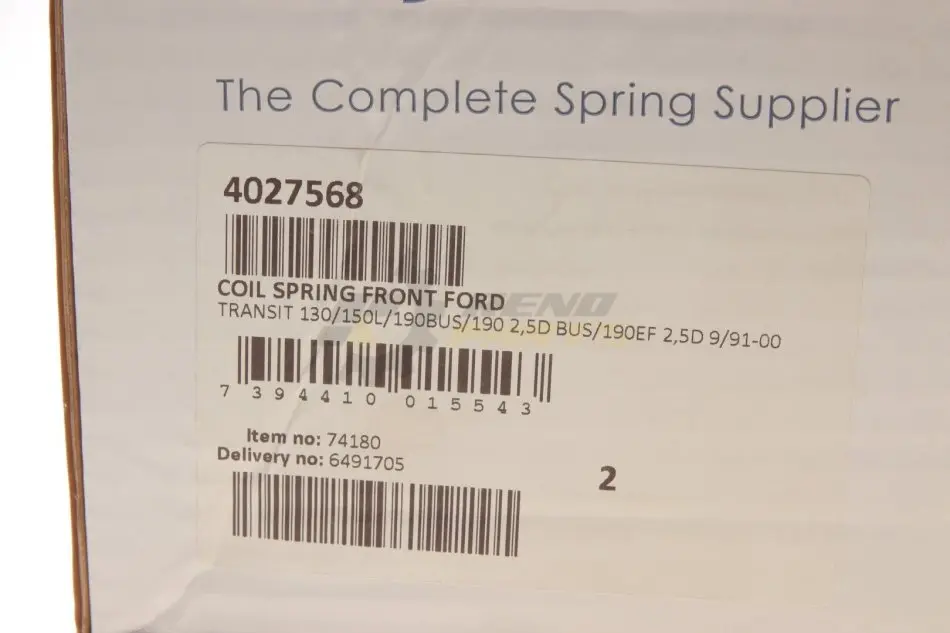 The Complete Spring Supplier
4027568
COIL SPRING FRONT FORD
TRANSIT 130/150L/190BUS/190 2,5D BUS/190EF 2,5D 9/91-00
7 394410 015543
Item no: 74180
Delivery no: 6491705
2